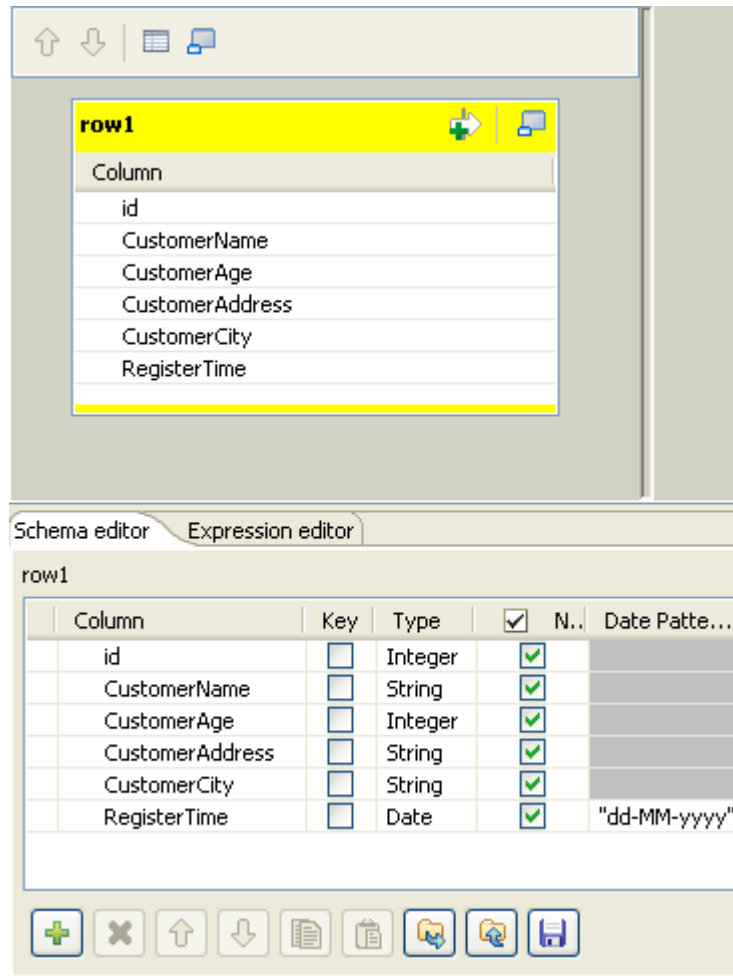 row1
Column
id
CustomerName
CustomerAge
CustomerAddress
CustomerCity
RegisterTime
Schema editor Expression editor
row1
Column Key Type N.. Date Patte...
id Integer
CustomerName String
CustomerAge Integer
CustomerAddress String
CustomerCity String
RegisterTime Date "dd-MM-yyyy"